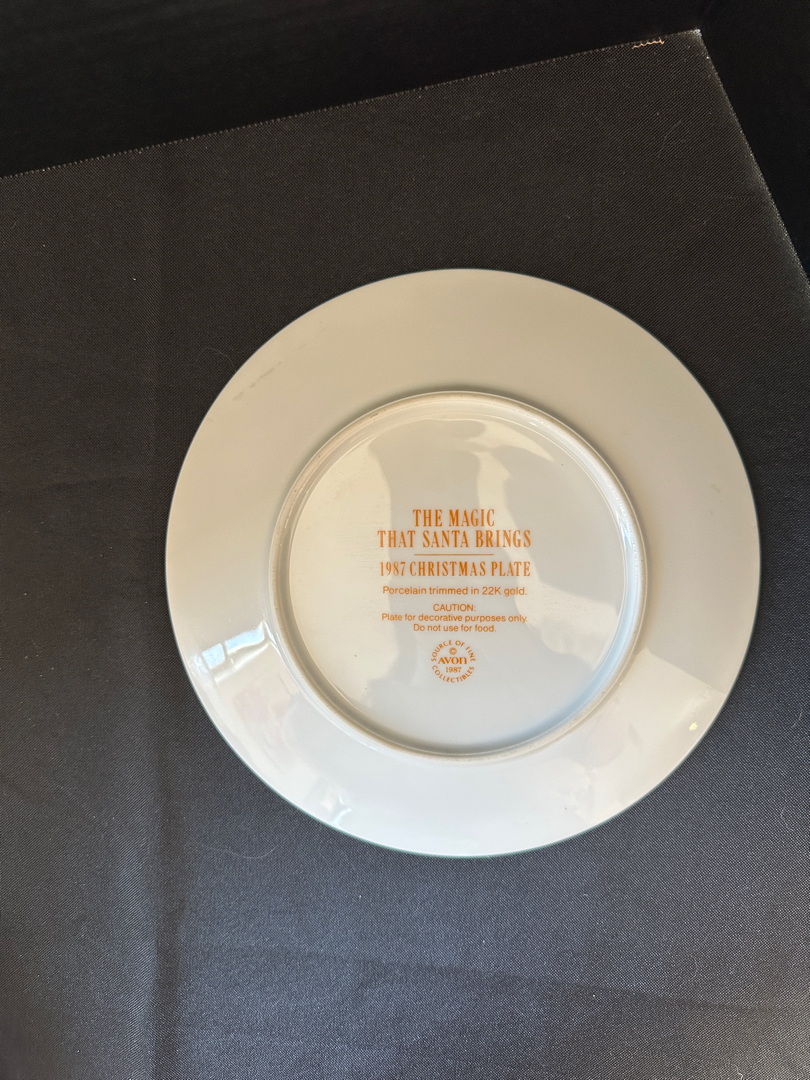 THE MAGIC
THAT SANTA BRINGS
1987 CHRISTMAS PLATE
Porcelain trimmed in 22K gold.
CAUTION:
Plate for decorative purposes only.
Do not use for food.
SOURCE OF FINE
©
AVON
1987
COLLECTIBLES